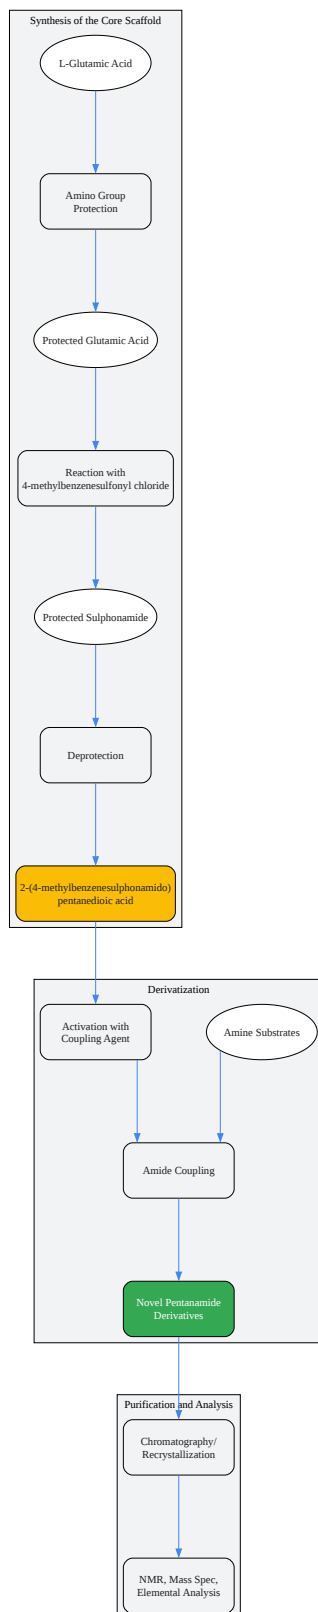 Synthesis of the Core Scaffold
L-Glutamic Acid
Amino Group
Protection
Protected Glutamic Acid
Reaction with
4-methylbenzenesulfonyl chloride
Protected Sulphonamide
Deprotection
2-(4-methylbenzenesulphonamido)
pentanedioic acid
Derivatization
Activation with
Coupling Agent
Amine Substrates
Amide Coupling
Novel Pentanamide
Derivatives
Purification and Analysis
Chromatography/
Recrystallization
NMR, Mass Spec,
Elemental Analysis